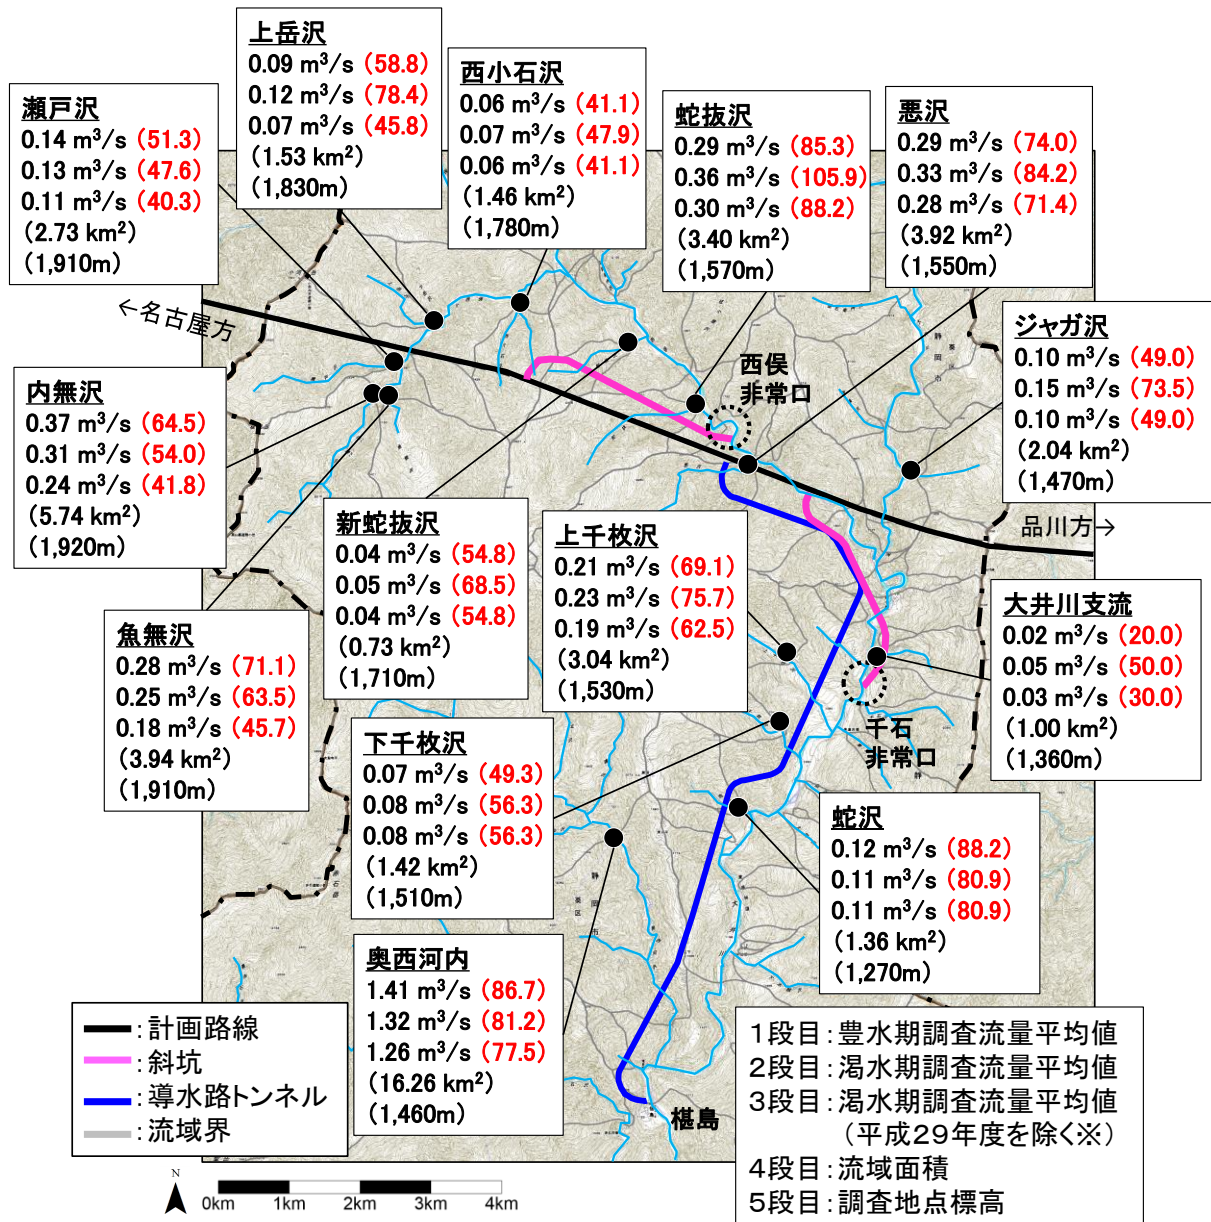 上岳沢
0.09 m³/s (58.8)
0.12 m³/s (78.4)
0.07 m³/s (45.8)
(1.53 km²)
(1,830m)
西小石沢
0.06 m³/s (41.1)
0.07 m³/s (47.9)
0.06 m³/s (41.1)
(1.46 km²)
(1,780m)
瀬戸沢
0.14 m³/s (51.3)
0.13 m³/s (47.6)
0.11 m³/s (40.3)
(2.73 km²)
(1,910m)
蛇抜沢
0.29 m³/s (85.3)
0.36 m³/s (105.9)
0.30 m³/s (88.2)
(3.40 km²)
(1,570m)
悪沢
0.29 m³/s (74.0)
0.33 m³/s (84.2)
0.28 m³/s (71.4)
(3.92 km²)
(1,550m)
←名古屋方
ジャガ沢
0.10 m³/s (49.0)
0.15 m³/s (73.5)
0.10 m³/s (49.0)
(2.04 km²)
(1,470m)
西俣
非常口
内無沢
0.37 m³/s (64.5)
0.31 m³/s (54.0)
0.24 m³/s (41.8)
(5.74 km²)
(1,920m)
品川方→
新蛇抜沢
0.04 m³/s (54.8)
0.05 m³/s (68.5)
0.04 m³/s (54.8)
(0.73 km²)
(1,710m)
上千枚沢
0.21 m³/s (69.1)
0.23 m³/s (75.7)
0.19 m³/s (62.5)
(3.04 km²)
(1,530m)
大井川支流
0.02 m³/s (20.0)
0.05 m³/s (50.0)
0.03 m³/s (30.0)
(1.00 km²)
(1,360m)
魚無沢
0.28 m³/s (71.1)
0.25 m³/s (63.5)
0.18 m³/s (45.7)
(3.94 km²)
(1,910m)
千石
非常口
下千枚沢
0.07 m³/s (49.3)
0.08 m³/s (56.3)
0.08 m³/s (56.3)
(1.42 km²)
(1,510m)
蛇沢
0.12 m³/s (88.2)
0.11 m³/s (80.9)
0.11 m³/s (80.9)
(1.36 km²)
(1,270m)
奥西河内
1.41 m³/s (86.7)
1.32 m³/s (81.2)
1.26 m³/s (77.5)
(16.26 km²)
(1,460m)
椹島
:計画路線
:斜坑
:導水路トンネル
:流域界
1段目:豊水期調査流量平均値
2段目:渇水期調査流量平均値
3段目:渇水期調査流量平均値
(平成29年度を除く※)
4段目:流域面積
5段目:調査地点標高
N
0km 1km 2km 3km 4km